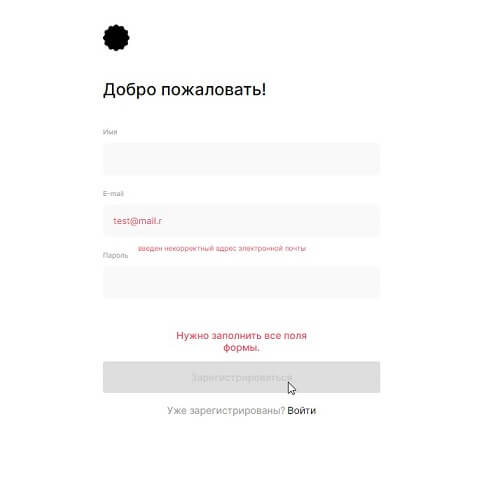 Добро пожаловать!
Имя
E-mail
test@mail.r
введен некорректный адрес электронной почты
Пароль
Нужно заполнить все поля
формы.
Зарегистрироваться
Уже зарегистрированы? Войти